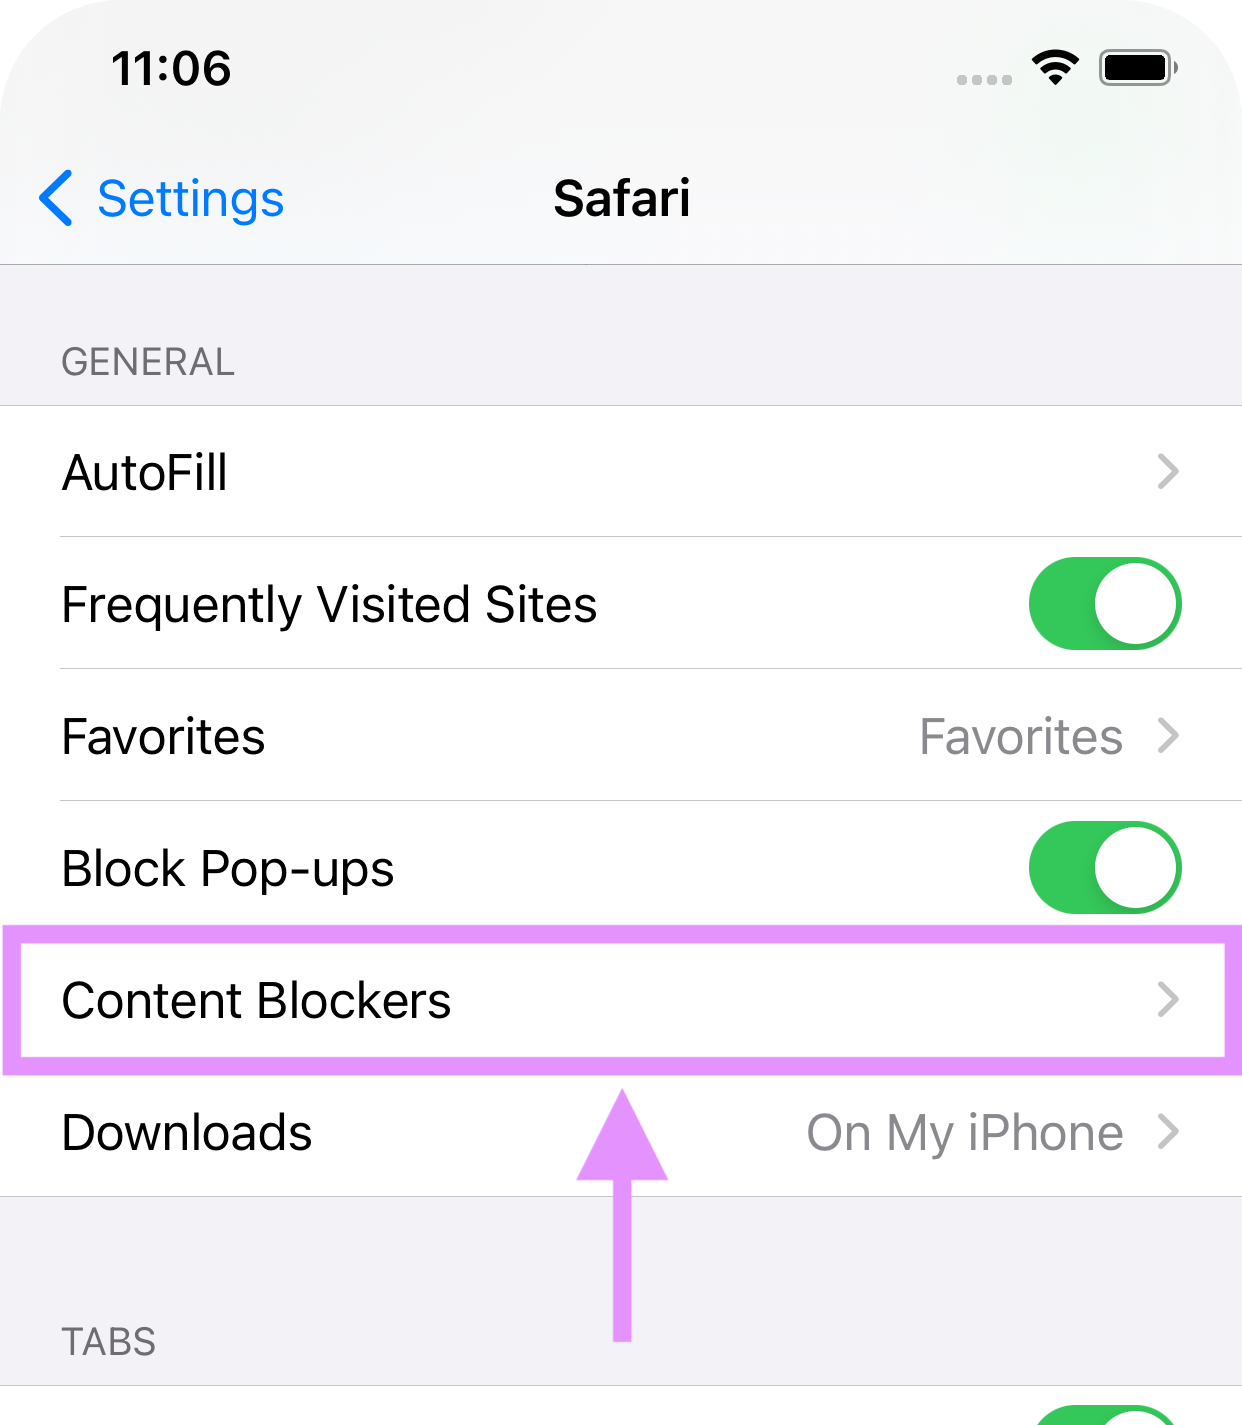 11:06
Settings
Safari
GENERAL
AutoFill
Frequently Visited Sites
Favorites Favorites
Block Pop-ups
Content Blockers
Downloads On My iPhone
TABS